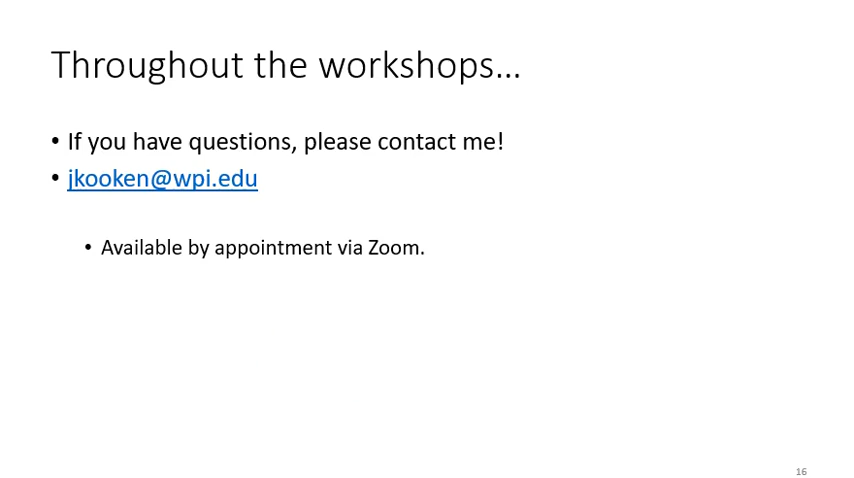 Throughout the workshops...
• If you have questions, please contact me!
• jkooken@wpi.edu
• Available by appointment via Zoom.
16